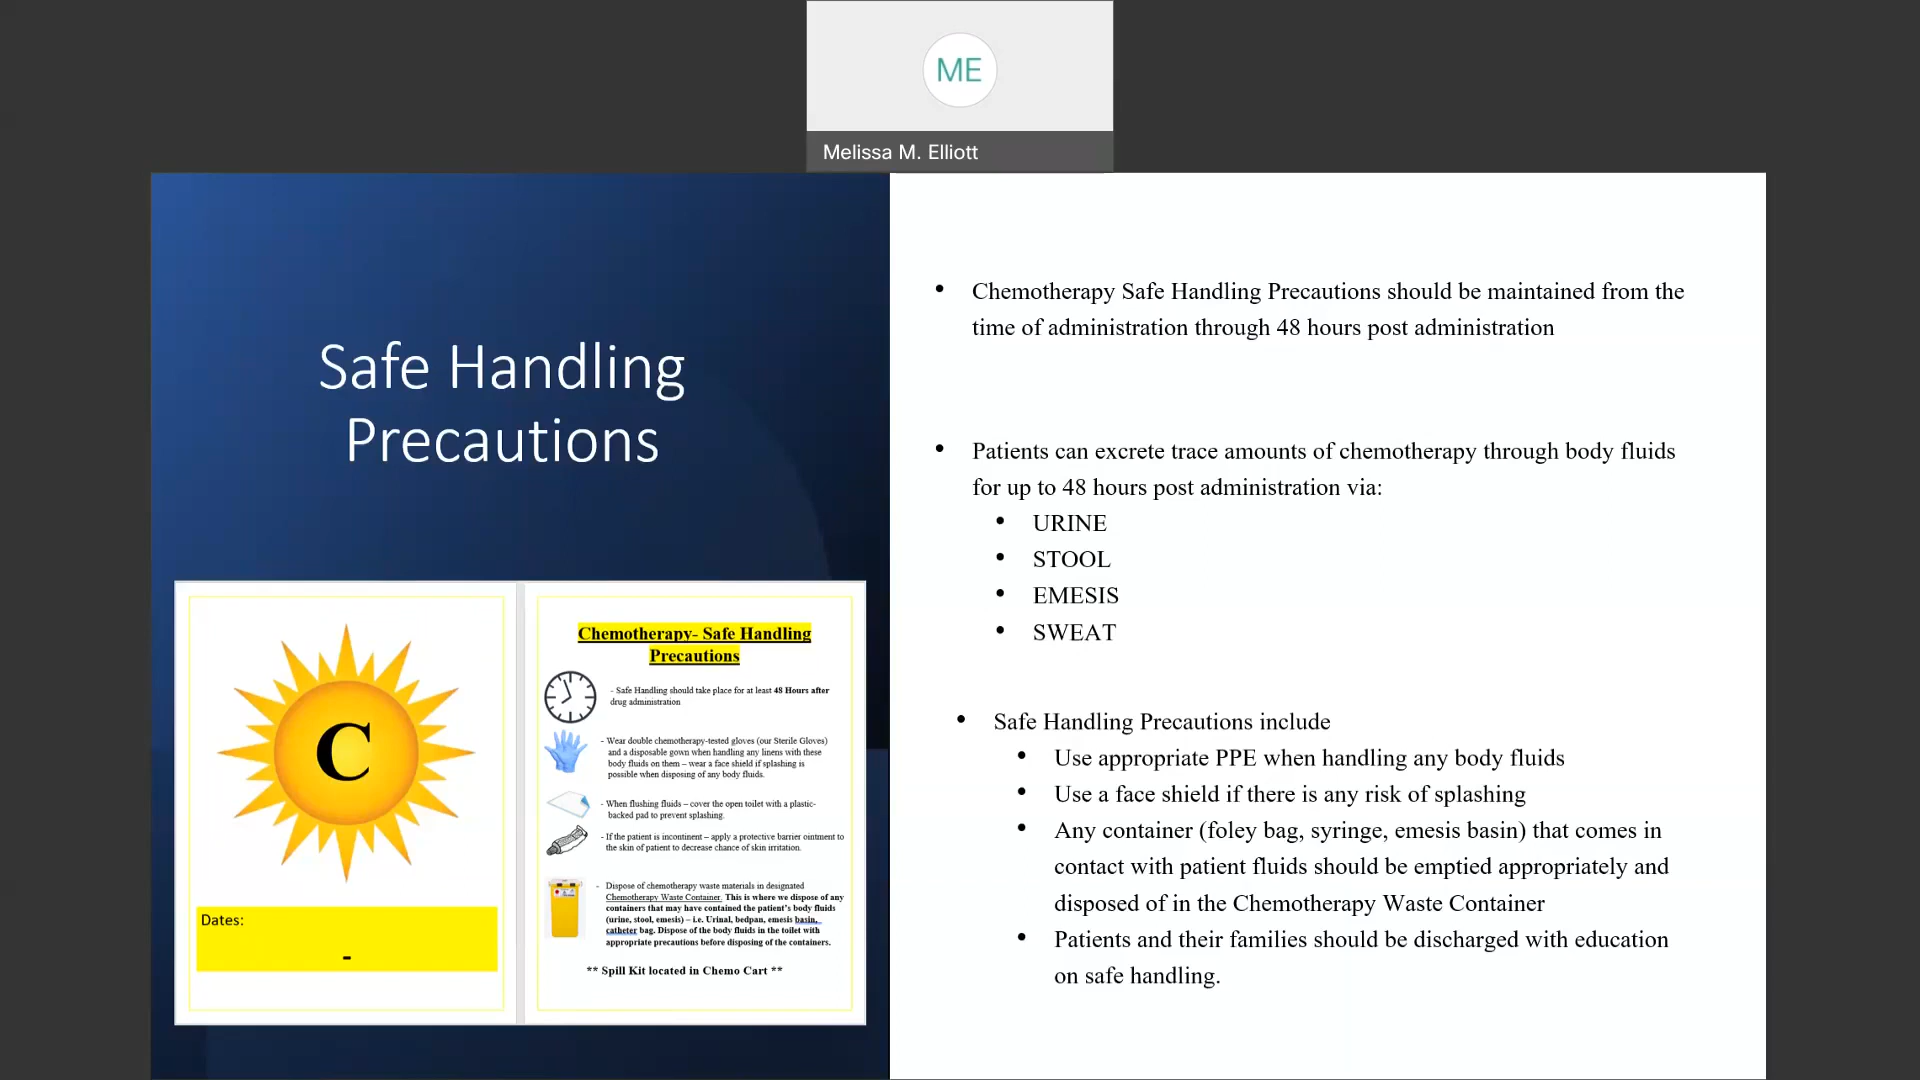 ME
Melissa M. Elliott
Safe Handling
Precautions
C
Dates:
-
Chemotherapy- Safe Handling
Precautions
- Safe Handling should take place for at least 48 Hours after
drug administration
- Wear double chemotherapy-tested gloves (our Sterile Gloves)
and a disposable gown when handling any linens with these
body fluids on them – wear a face shield if splashing is
possible when disposing of any body fluids.
- When flushing fluids – cover the open toilet with a plastic-
backed pad to prevent splashing.
- If the patient is incontinent – apply a protective barrier ointment to
the skin of patient to decrease chance of skin irritation.
- Dispose of chemotherapy waste materials in designated
Chemotherapy Waste Container. This is where we dispose of any
containers that may have contained the patient's body fluids
(urine, stool, emesis) – i.e. Urinal, bedpan, emesis basin,
catheter bag. Dispose of the body fluids in the toilet with
appropriate precautions before disposing of the containers.
** Spill Kit located in Chemo Cart **
• Chemotherapy Safe Handling Precautions should be maintained from the
time of administration through 48 hours post administration
• Patients can excrete trace amounts of chemotherapy through body fluids
for up to 48 hours post administration via:
• URINE
• STOOL
• EMESIS
• SWEAT
• Safe Handling Precautions include
• Use appropriate PPE when handling any body fluids
• Use a face shield if there is any risk of splashing
• Any container (foley bag, syringe, emesis basin) that comes in
contact with patient fluids should be emptied appropriately and
disposed of in the Chemotherapy Waste Container
• Patients and their families should be discharged with education
on safe handling.